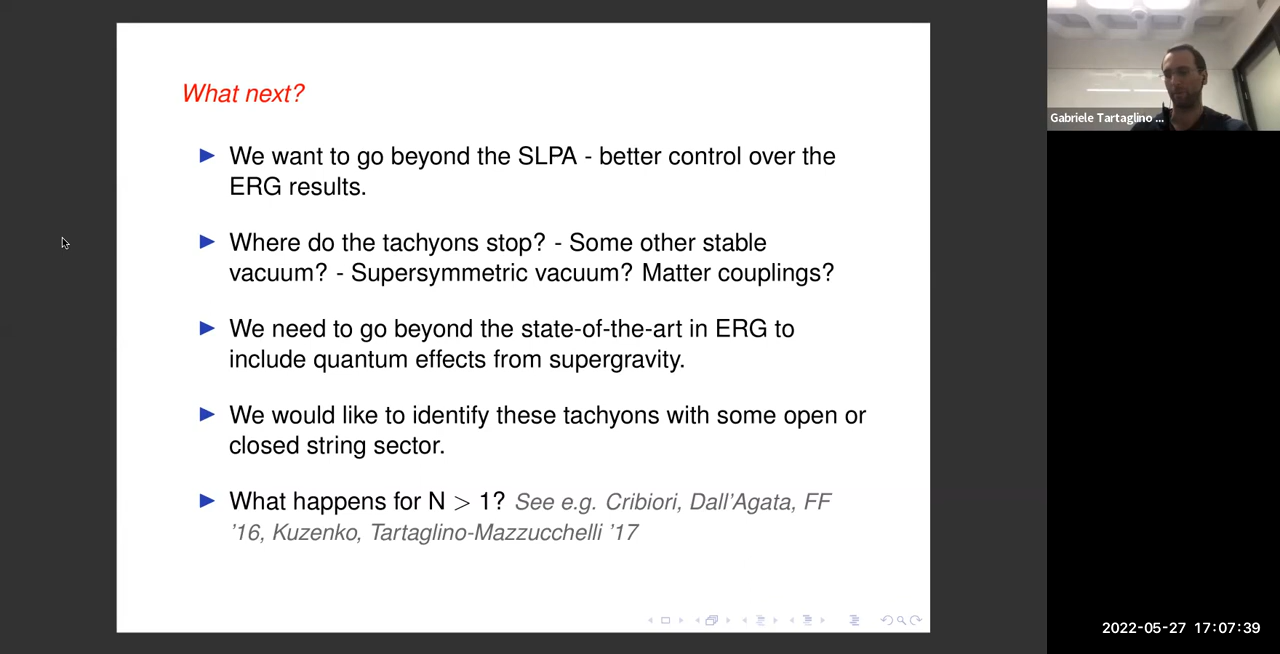 What next?
We want to go beyond the SLPA - better control over the
ERG results.
Where do the tachyons stop? - Some other stable
vacuum? - Supersymmetric vacuum? Matter couplings?
We need to go beyond the state-of-the-art in ERG to
include quantum effects from supergravity.
We would like to identify these tachyons with some open or
closed string sector.
What happens for N > 1? See e.g. Cribiori, Dall'Agata, FF
'16, Kuzenko, Tartaglino-Mazzucchelli '17
Gabriele Tartaglino ...
2022-05-27 17:07:39